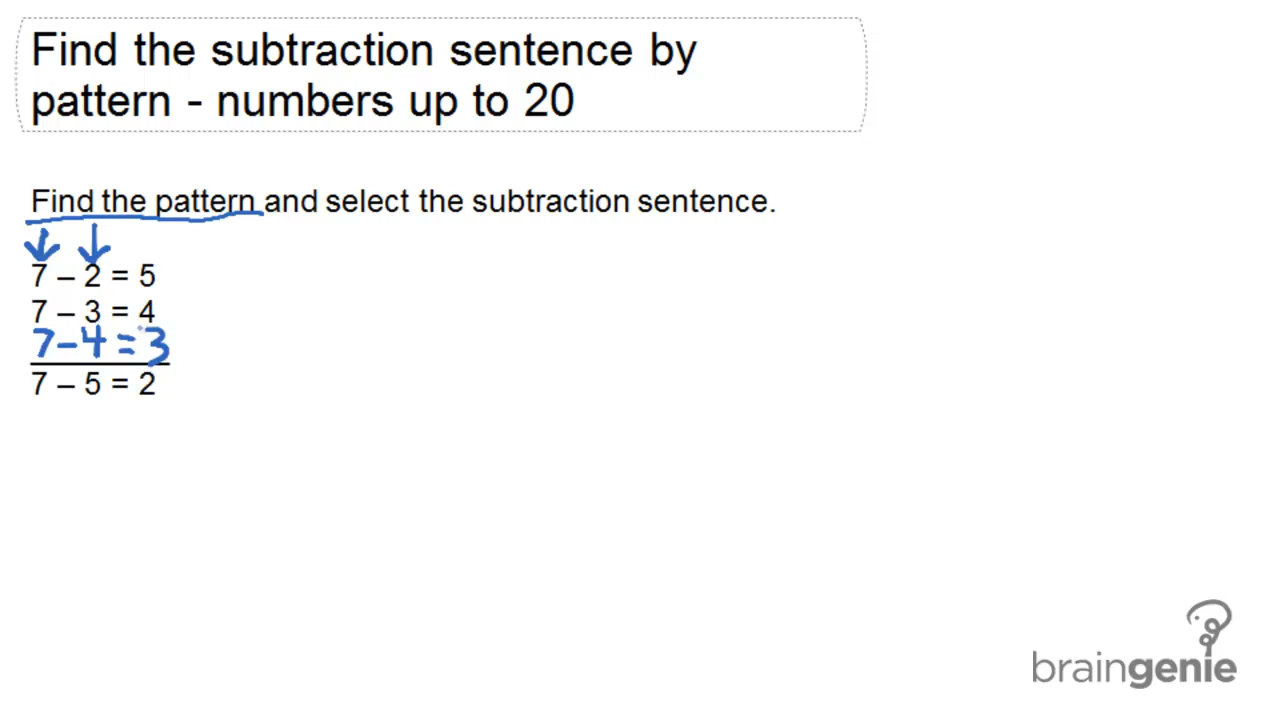 Find the subtraction sentence by
pattern - numbers up to 20
Find the pattern and select the subtraction sentence.
7 – 2 = 5
7 – 3 = 4
7 – 4 = 3
7 – 5 = 2
braingenie